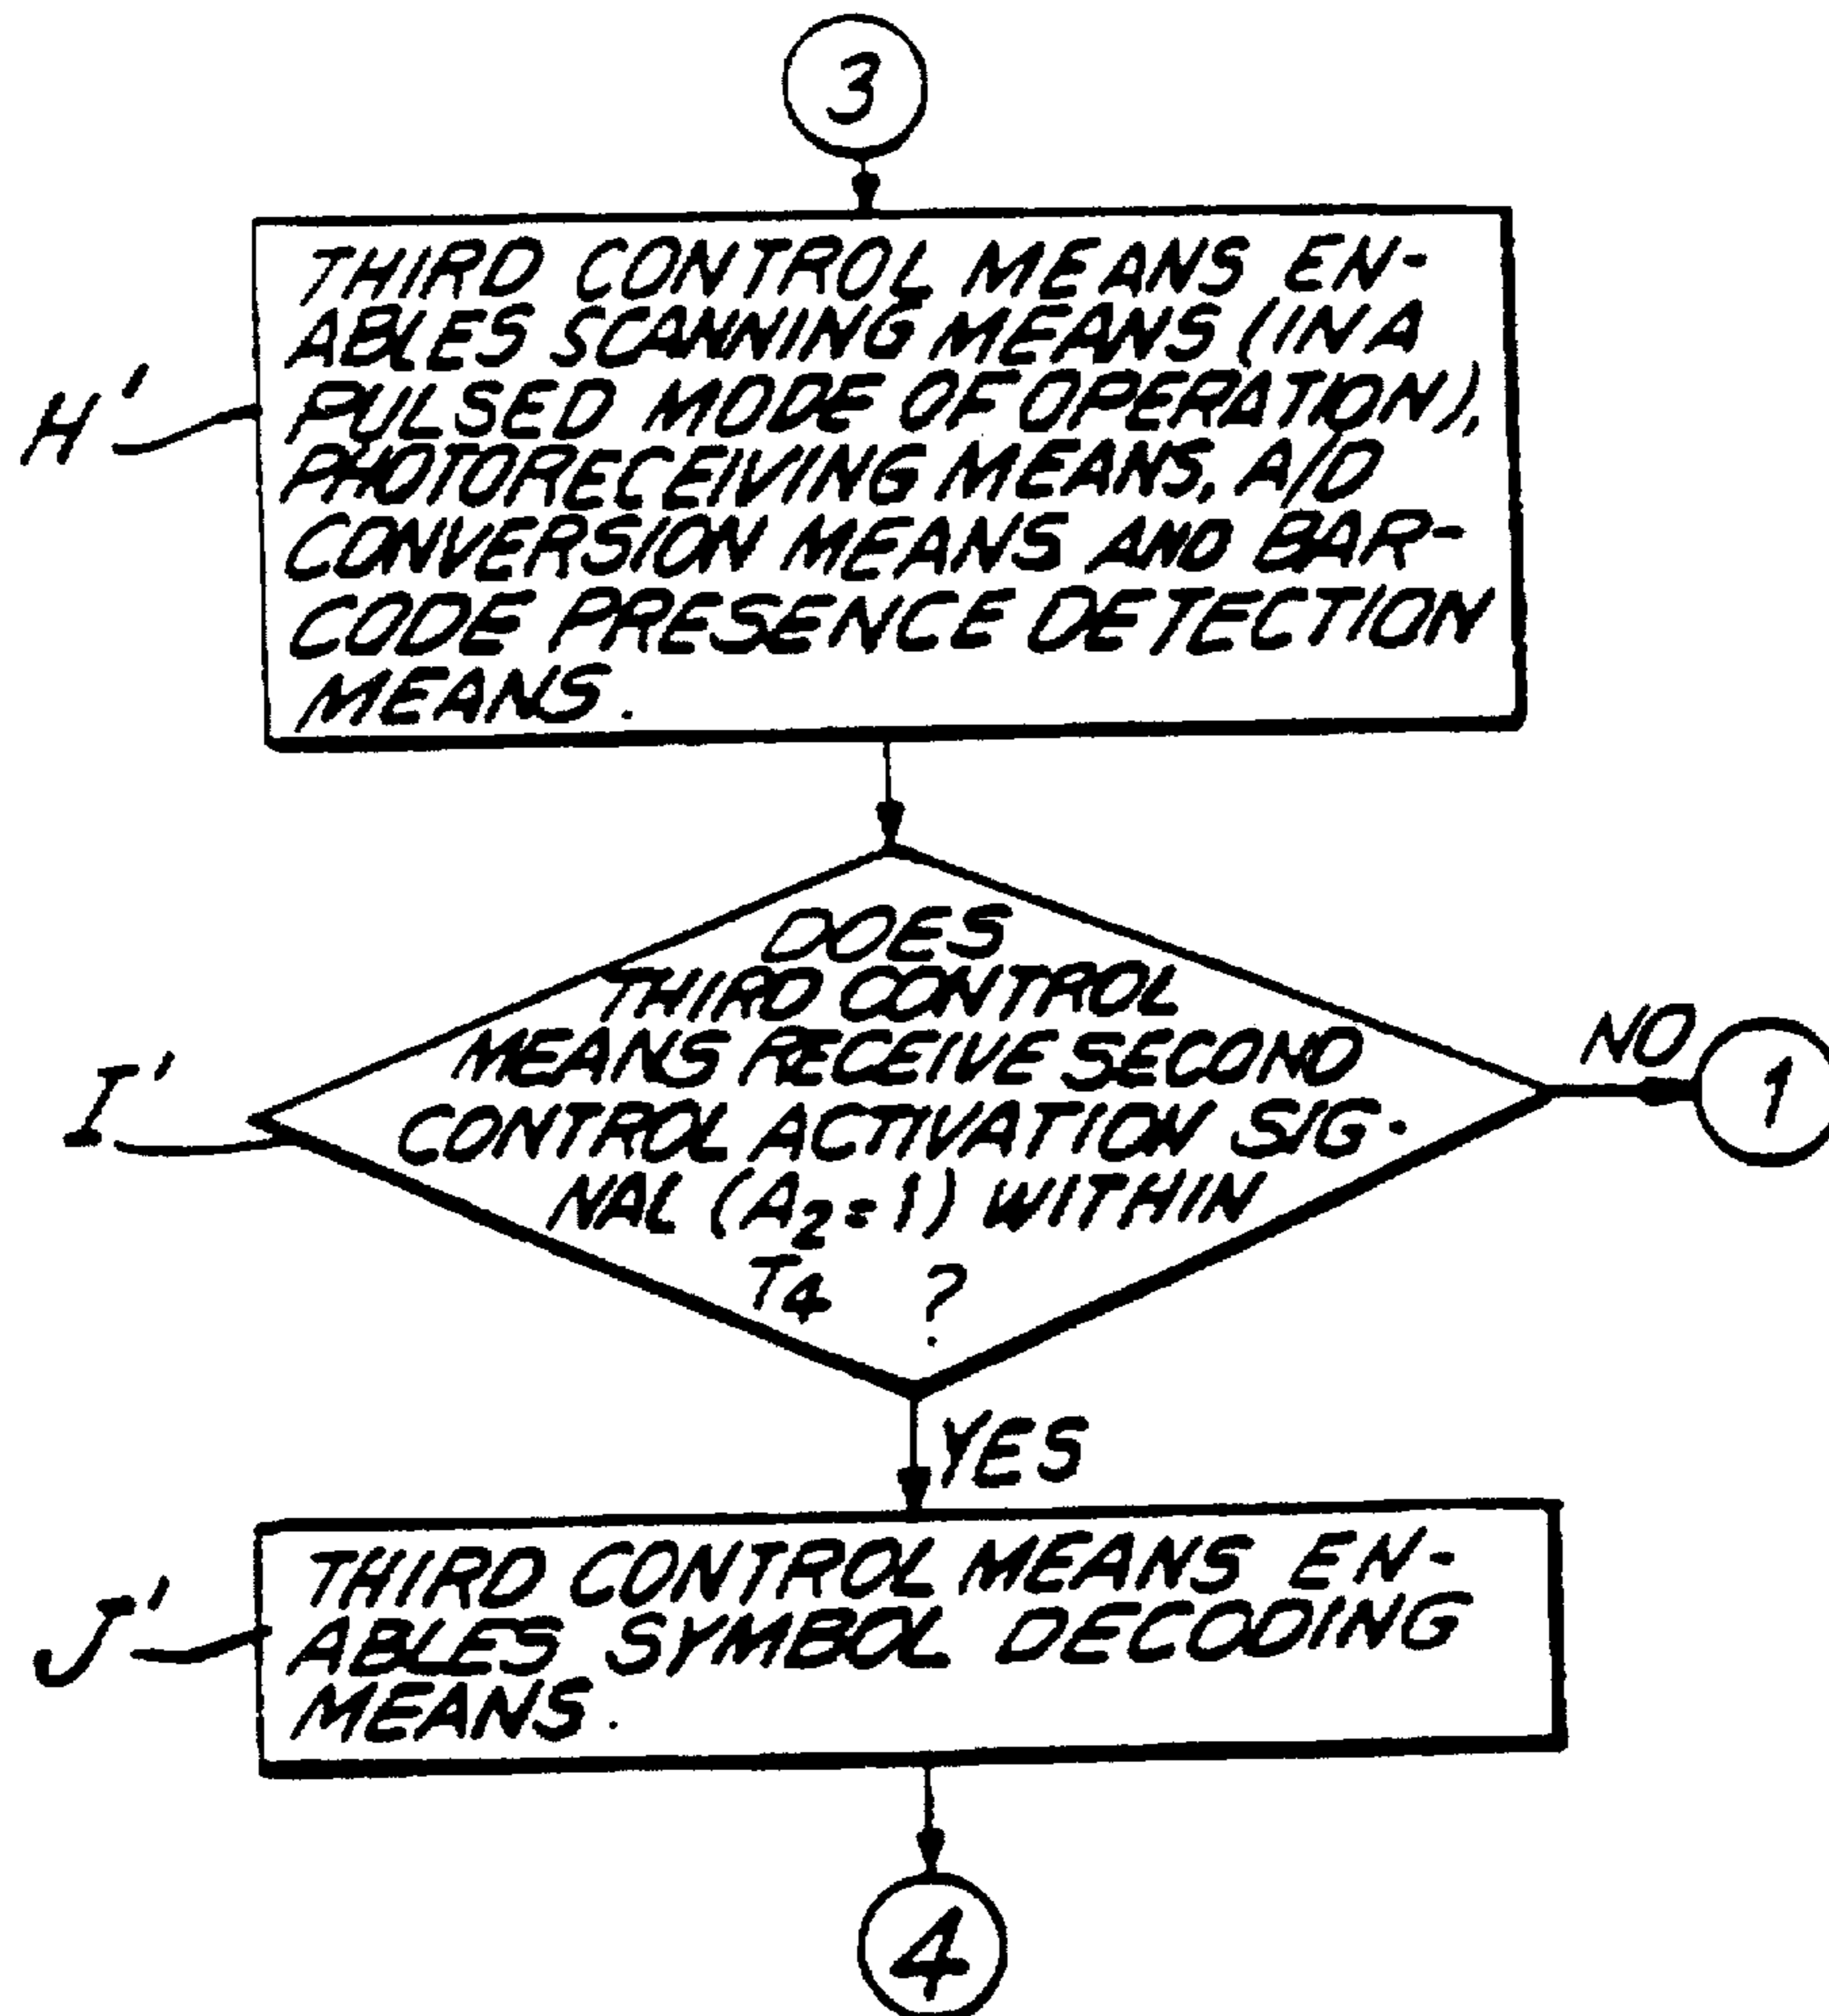 3
THIRD CONTROL MEANS EN-
ABLES SCANNING MEANS (IN A
PULSED MODE OF OPERATION),
PHOTORECEIVING MEANS, A/D
CONVERSION MEANS AND BAR-
CODE PRESENCE DETECTION
MEANS.
H'
DOES
THIRD CONTROL
MEANS RECEIVE SECOND
CONTROL ACTIVATION SIG-
NAL (A2=1) WITHIN
T4 ?
I'
NO
1
YES
THIRD CONTROL MEANS EN-
ABLES SYMBOL DECODING
MEANS.
J'
4